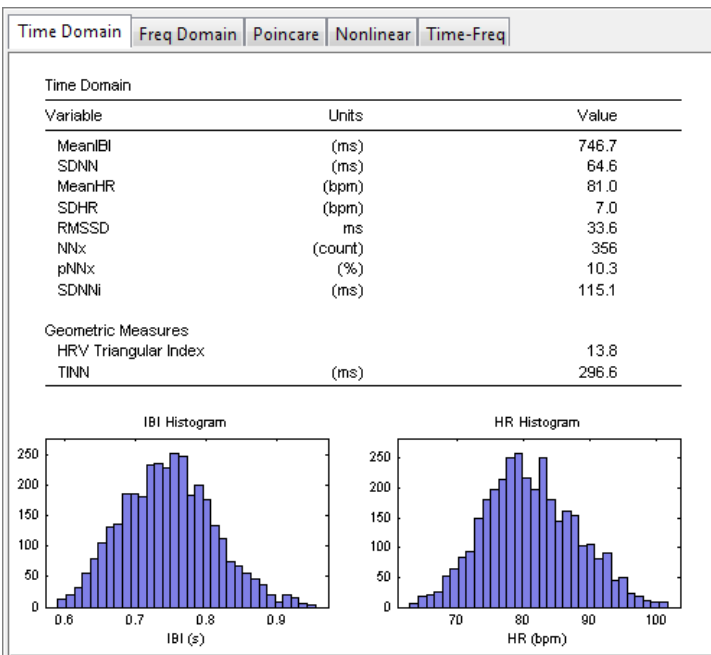 Time Domain Freq Domain Poincare Nonlinear Time-Freq
Time Domain
Variable Units Value
MeanIBI (ms) 746.7
SDNN (ms) 64.6
MeanHR (bpm) 81.0
SDHR (bpm) 7.0
RMSSD ms 33.6
NNx (count) 356
pNNx (%) 10.3
SDNNi (ms) 115.1
Geometric Measures
HRV Triangular Index 13.8
TINN (ms) 296.6
IBI Histogram
250
200
150
100
50
0
0.6 0.7 0.8 0.9
IBI (s)
HR Histogram
250
200
150
100
50
0
70 80 90 100
HR (bpm)